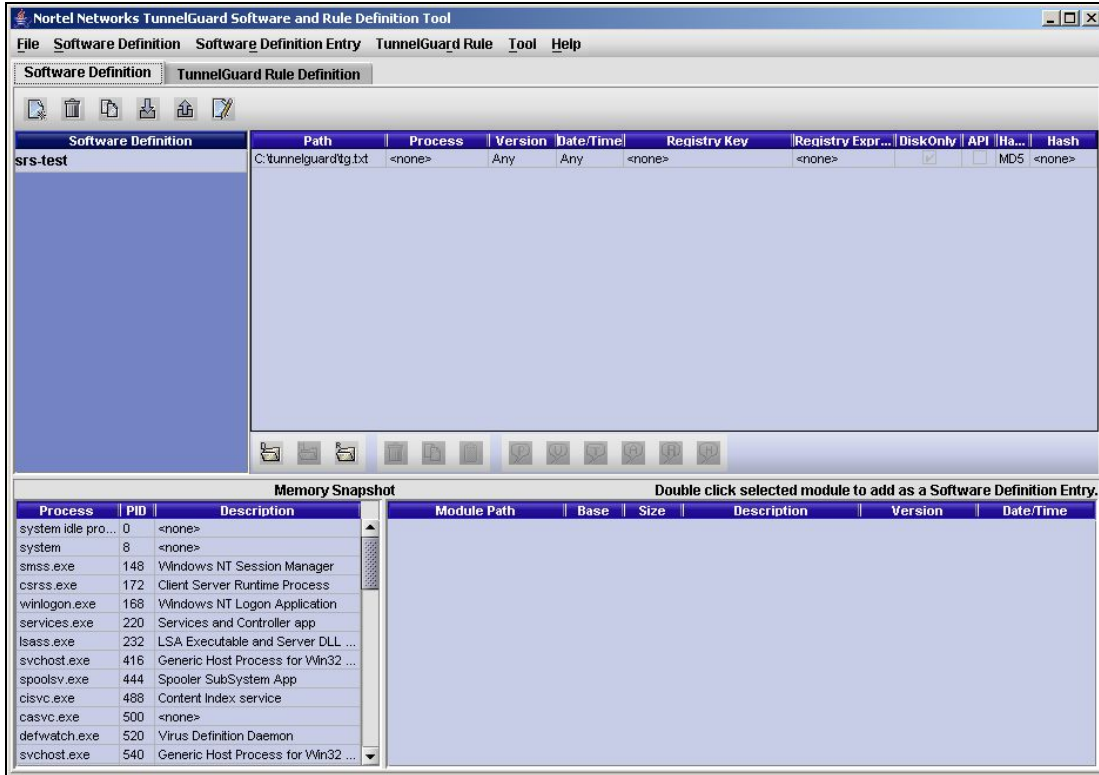 Nortel Networks TunnelGuard Software and Rule Definition Tool
File Software Definition Software Definition Entry TunnelGuard Rule Tool Help
Software Definition TunnelGuard Rule Definition
Software Definition Path Process Version Date/Time Registry Key Registry Expr... DiskOnly API Ha... Hash
srs-test C:\tunnelguard\tg.txt <none> Any Any <none> <none> MD5 <none>
Memory Snapshot Double click selected module to add as a Software Definition Entry.
Process PID Description Module Path Base Size Description Version Date/Time
system idle pro... 0 <none>
system 8 <none>
smss.exe 148 Windows NT Session Manager
csrss.exe 172 Client Server Runtime Process
winlogon.exe 168 Windows NT Logon Application
services.exe 220 Services and Controller app
lsass.exe 232 LSA Executable and Server DLL ...
svchost.exe 416 Generic Host Process for Win32 ...
spoolsv.exe 444 Spooler SubSystem App
cisvc.exe 488 Content Index service
casvc.exe 500 <none>
defwatch.exe 520 Virus Definition Daemon
svchost.exe 540 Generic Host Process for Win32 ...